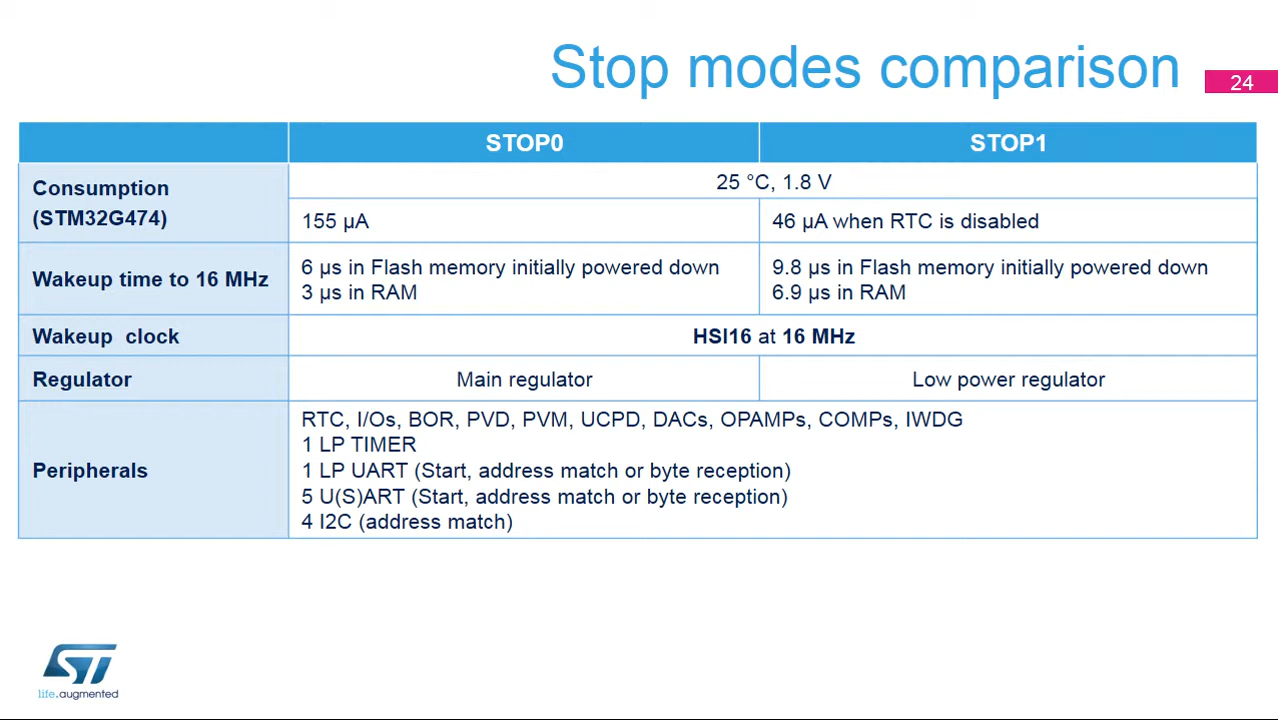 Stop modes comparison
24
STOP0
STOP1
Consumption
(STM32G474)
25 °C, 1.8 V
155 µA
46 µA when RTC is disabled
Wakeup time to 16 MHz
6 µs in Flash memory initially powered down
3 µs in RAM
9.8 µs in Flash memory initially powered down
6.9 µs in RAM
Wakeup clock
HSI16 at 16 MHz
Regulator
Main regulator
Low power regulator
Peripherals
RTC, I/Os, BOR, PVD, PVM, UCPD, DACs, OPAMPs, COMPs, IWDG
1 LP TIMER
1 LP UART (Start, address match or byte reception)
5 U(S)ART (Start, address match or byte reception)
4 I2C (address match)
ST
life.augmented